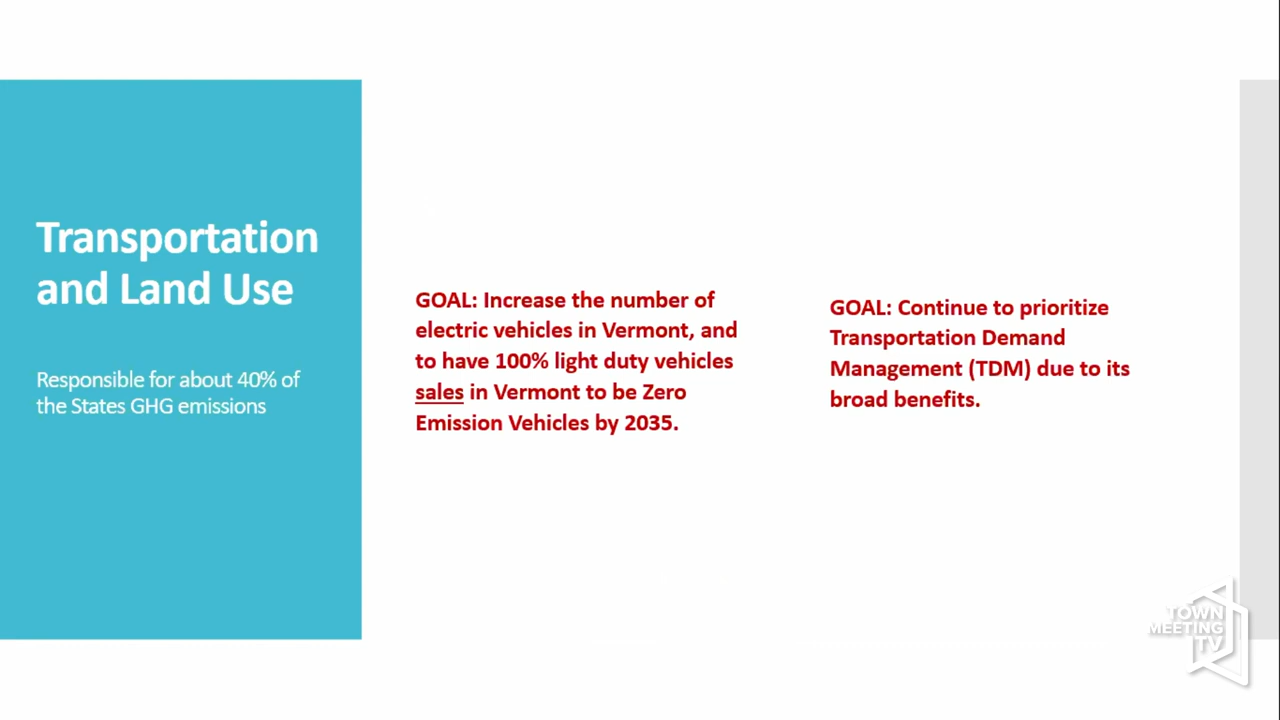 Transportation
and Land Use
Responsible for about 40% of
the States GHG emissions
GOAL: Increase the number of
electric vehicles in Vermont, and
to have 100% light duty vehicles
sales in Vermont to be Zero
Emission Vehicles by 2035.
GOAL: Continue to prioritize
Transportation Demand
Management (TDM) due to its
broad benefits.
TOWN
MEETING
TV